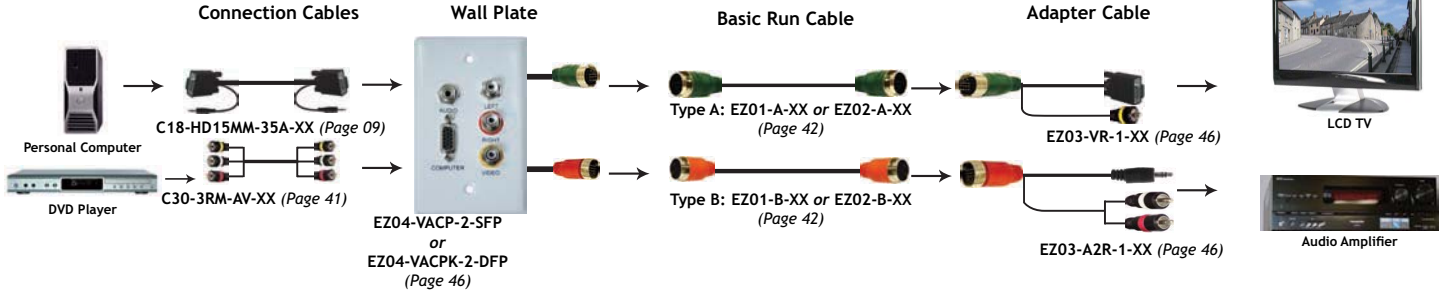 Connection Cables
Wall Plate
Basic Run Cable
Adapter Cable
Personal Computer
C18-HD15MM-35A-XX (Page 09)
DVD Player
C30-3RM-AV-XX (Page 41)
AUDIO
LEFT
RIGHT
COMPUTER
VIDEO
EZ04-VACP-2-SFP
or
EZ04-VACPK-2-DFP
(Page 46)
Type A: EZ01-A-XX or EZ02-A-XX
(Page 42)
Type B: EZ01-B-XX or EZ02-B-XX
(Page 42)
EZ03-VR-1-XX (Page 46)
EZ03-A2R-1-XX (Page 46)
LCD TV
Audio Amplifier